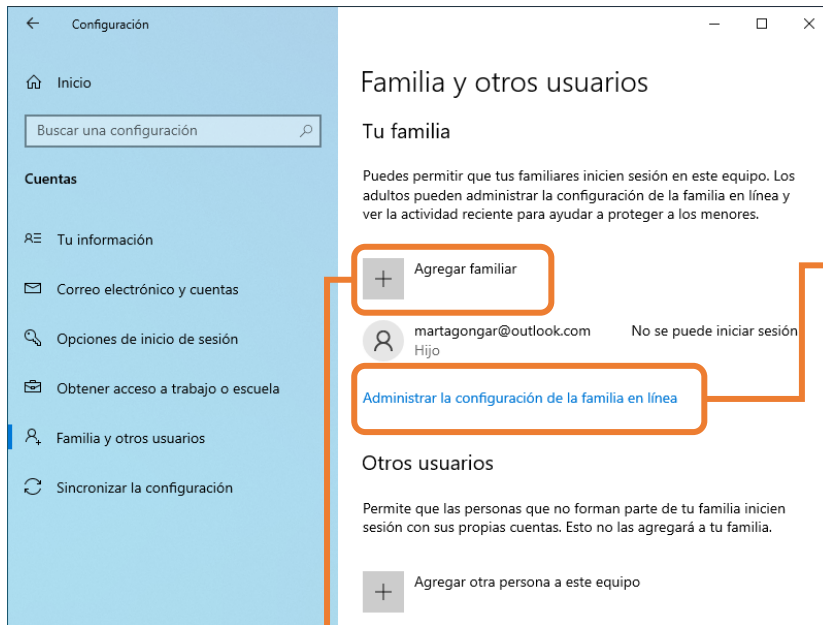 Configuración
Inicio
Buscar una configuración
Cuentas
Tu información
Correo electrónico y cuentas
Opciones de inicio de sesión
Obtener acceso a trabajo o escuela
Familia y otros usuarios
Sincronizar la configuración
Familia y otros usuarios
Tu familia
Puedes permitir que tus familiares inicien sesión en este equipo. Los
adultos pueden administrar la configuración de la familia en línea y
ver la actividad reciente para ayudar a proteger a los menores.
Agregar familiar
martagongar@outlook.com No se puede iniciar sesión
Hijo
Administrar la configuración de la familia en línea
Otros usuarios
Permite que las personas que no forman parte de tu familia inicien
sesión con sus propias cuentas. Esto no las agregará a tu familia.
Agregar otra persona a este equipo